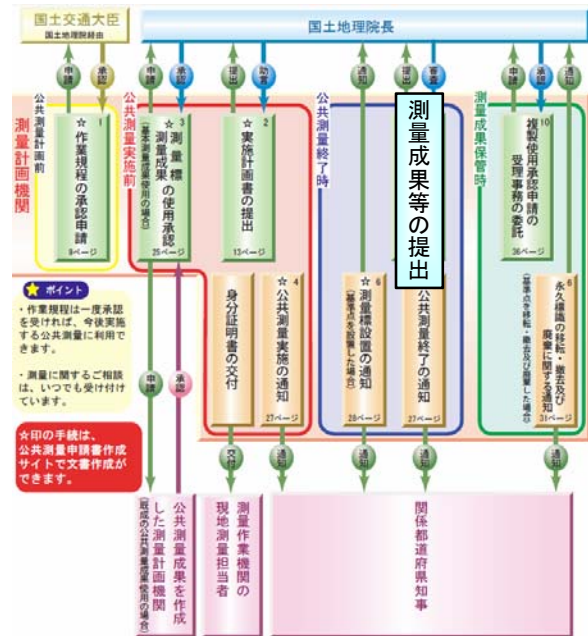 国土交通大臣
国土地理院経由
国土地理院長
申請
承認
申請
承認
提出
助言
通知
提出
審査
通知
申請
承認
通知
測量計画機関
公共測量計画前
1
☆作業規程の承認申請
9ページ
公共測量実施前
3
☆測量標
測量成果の使用承認
(基本測量成果使用の場合)
25ページ
2
☆実施計画書の提出
13ページ
身分証明書の交付
4
☆公共測量実施の通知
27ページ
公共測量終了時
測量成果等の提出
6
☆測量標設置の通知
(基準点を設置した場合)
28ページ
公共測量終了の通知
27ページ
測量成果保管時
10
複製使用承認申請の
受理事務の委託
36ページ
6
永久標識の移転・撤去及び
廃棄に関する通知
(基準点を移転・撤去及び廃棄した場合)
31ページ
ポイント
・作業規程は一度承認
を受ければ、今後実施
する公共測量に利用で
きます。
・測量に関するご相談
は、いつでも受け付け
ています。
☆印の手続は、
公共測量申請書作成
サイトで文書作成が
できます。
申請
承認
交付
通知
通知
通知
通知
公共測量成果を作成
した測量計画機関
(既成の公共測量成果使用の場合)
測量作業機関の
現地測量担当者
関係都道府県知事